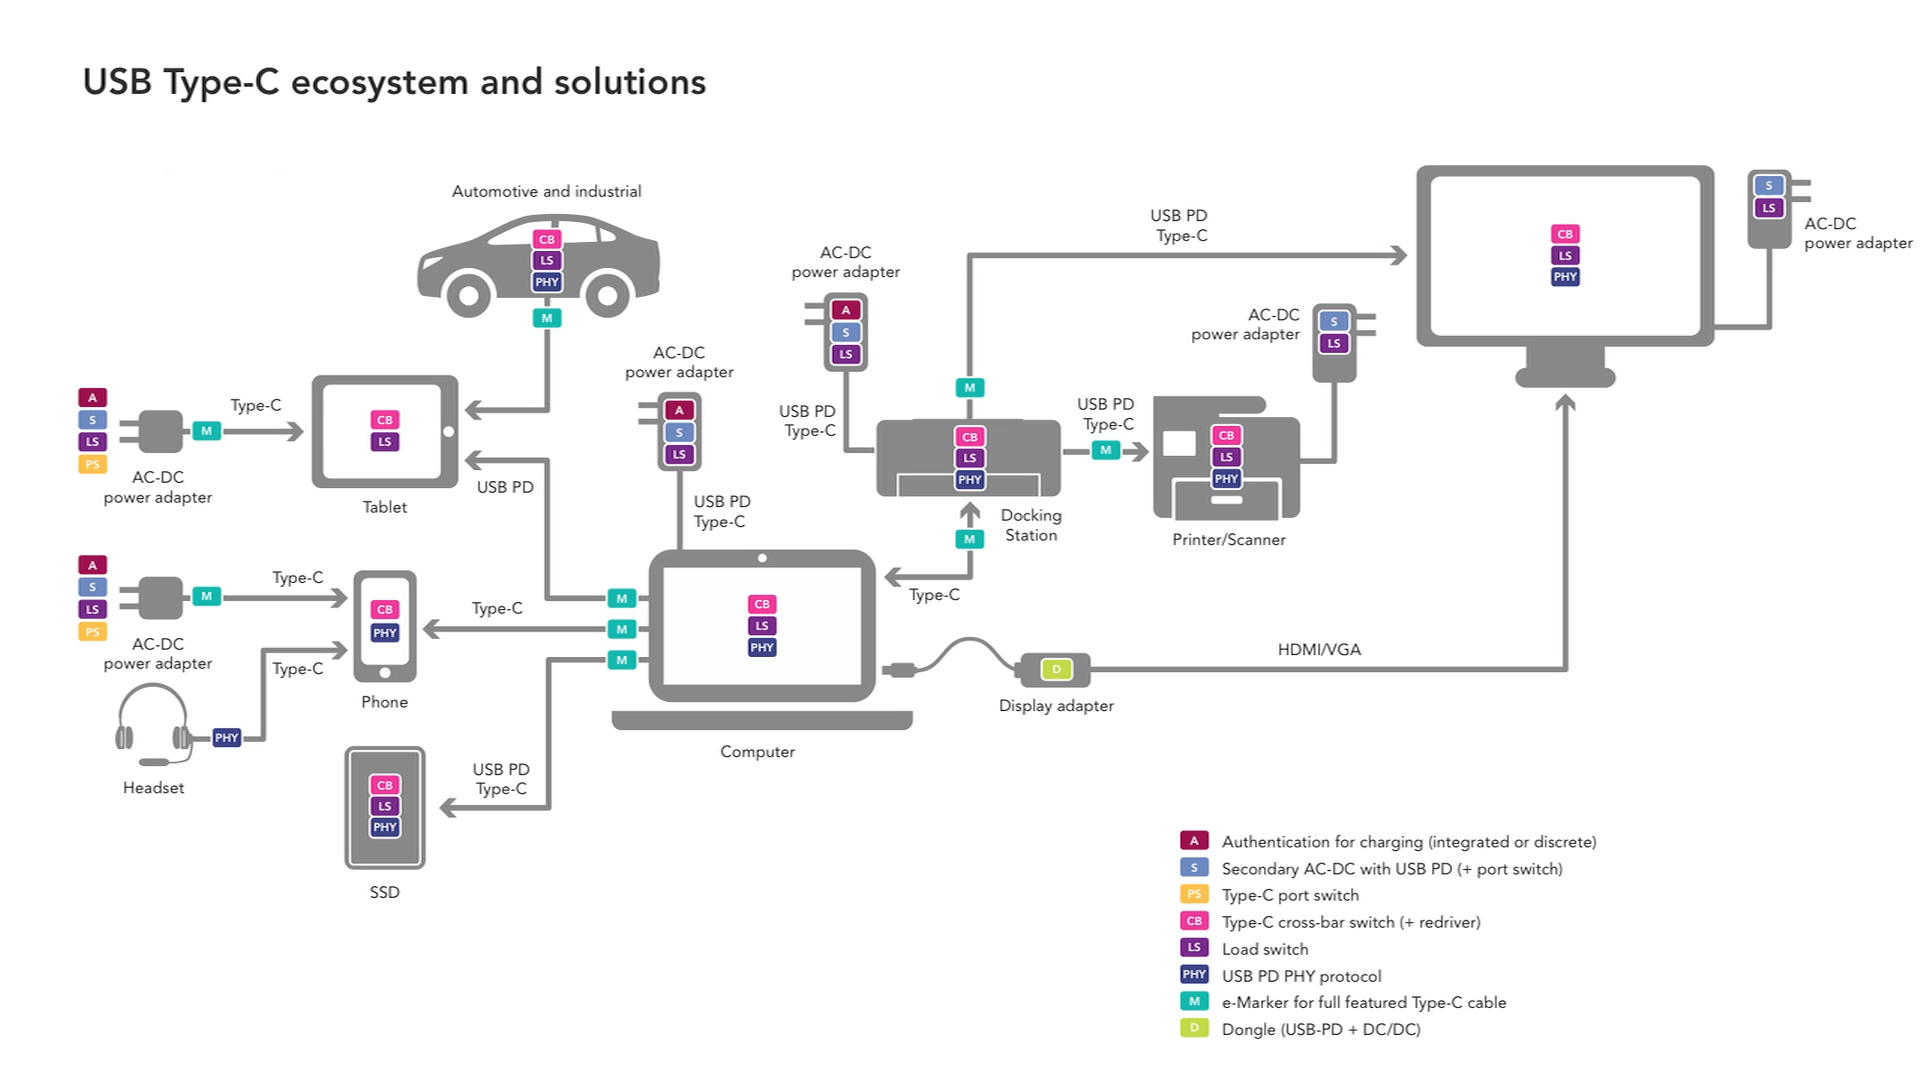 USB Type-C ecosystem and solutions
Automotive and industrial
CB
LS
PHY
M
A
S
LS
PS
M
Type-C
AC-DC
power adapter
CB
LS
Tablet
USB PD
AC-DC
power adapter
A
S
LS
USB PD
Type-C
A
S
LS
PS
M
Type-C
AC-DC
power adapter
CB
PHY
Phone
Type-C
PHY
Headset
Type-C
M
M
M
CB
LS
PHY
Computer
CB
LS
PHY
SSD
USB PD
Type-C
AC-DC
power adapter
A
S
LS
USB PD
Type-C
M
CB
LS
PHY
Docking
Station
M
Type-C
USB PD
Type-C
USB PD
Type-C
M
CB
LS
PHY
Printer/Scanner
AC-DC
power adapter
S
LS
CB
LS
PHY
S
LS
AC-DC
power adapter
D
Display adapter
HDMI/VGA
A Authentication for charging (integrated or discrete)
S Secondary AC-DC with USB PD (+ port switch)
PS Type-C port switch
CB Type-C cross-bar switch (+ redriver)
LS Load switch
PHY USB PD PHY protocol
M e-Marker for full featured Type-C cable
D Dongle (USB-PD + DC/DC)